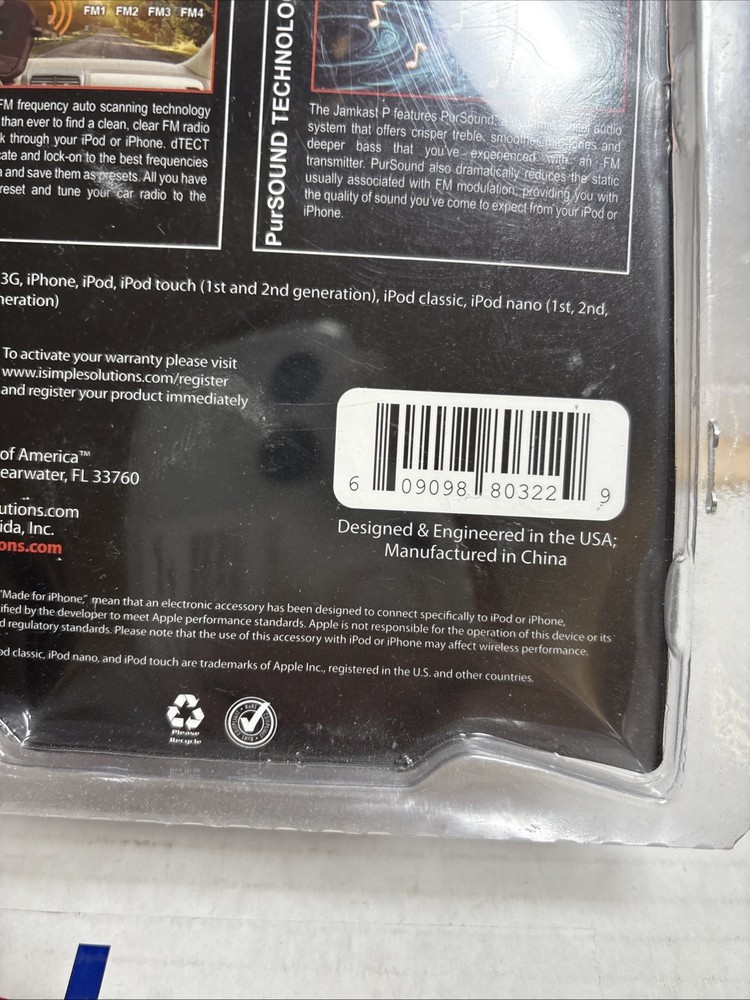 FM1 FM2 FM3 FM4
FM frequency auto scanning technology
than ever to find a clean, clear FM radio
k through your iPod or iPhone. dTECT
cate and lock-on to the best frequencies
and save them as presets. All you have
reset and tune your car radio to the
PurSOUND TECHNOLO
The Jamkast P features PurSound, a audio
system that offers crisper treble, smoother and
deeper bass that you've experienced with an FM
transmitter. PurSound also dramatically reduces the static
usually associated with FM modulation, providing you with
the quality of sound you've come to expect from your iPod or
iPhone.
3G, iPhone, iPod, iPod touch (1st and 2nd generation), iPod classic, iPod nano (1st, 2nd,
neration)
To activate your warranty please visit
www.isimplesolutions.com/register
and register your product immediately
of America™
earwater, FL 33760
utions.com
ida, Inc.
ons.com
6 09098 80322 9
Designed & Engineered in the USA;
Manufactured in China
"Made for iPhone," mean that an electronic accessory has been designed to connect specifically to iPod or iPhone,
ified by the developer to meet Apple performance standards. Apple is not responsible for the operation of this device or its
d regulatory standards. Please note that the use of this accessory with iPod or iPhone may affect wireless performance.
od classic, iPod nano, and iPod touch are trademarks of Apple Inc., registered in the U.S. and other countries.
Please
Recycle